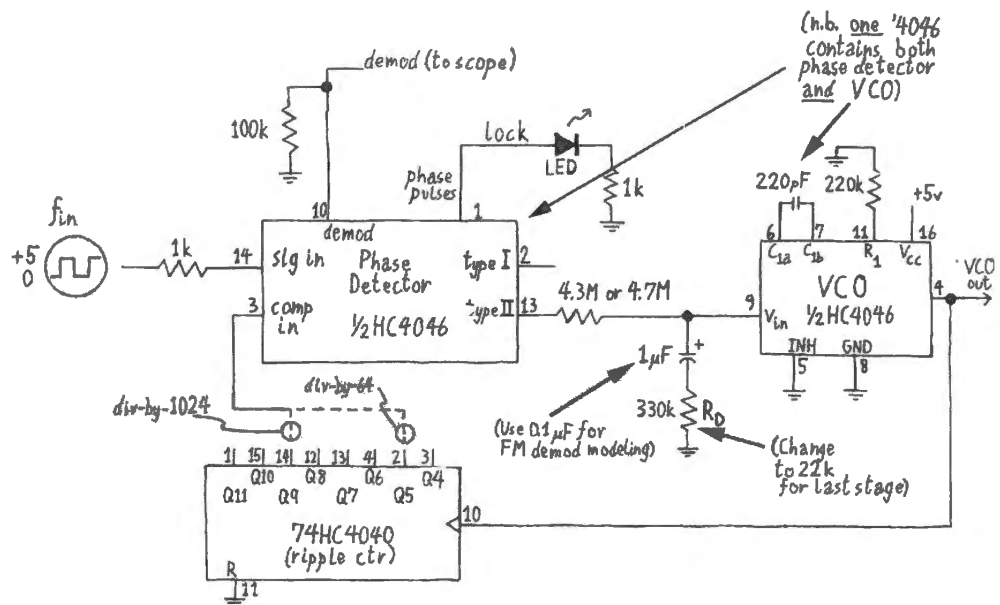 (n.b. one '4046
contains both
phase detector
and VCO)
demod (to scope)
100k
lock
LED
phase
pulses
1k
220pF
220k
+5v
fin
+5
0
1k
10
demod
1
14
sig in
Phase
Detector
type I
2
3
comp
in
½HC4046
type II
13
4.3M or 4.7M
6
7
11
16
C1a
C1b
R1
Vcc
VCO
½HC4046
9
Vin
4
VCO
out
INH
GND
5
8
1µF
+
330k
RD
(Use 0.1µF for
FM demod modeling)
(Change
to 22k
for last stage)
div-by-1024
div-by-64
1
15
14
12
13
4
2
3
Q11
Q10
Q9
Q8
Q7
Q6
Q5
Q4
74HC4040
(ripple ctr)
10
R
11